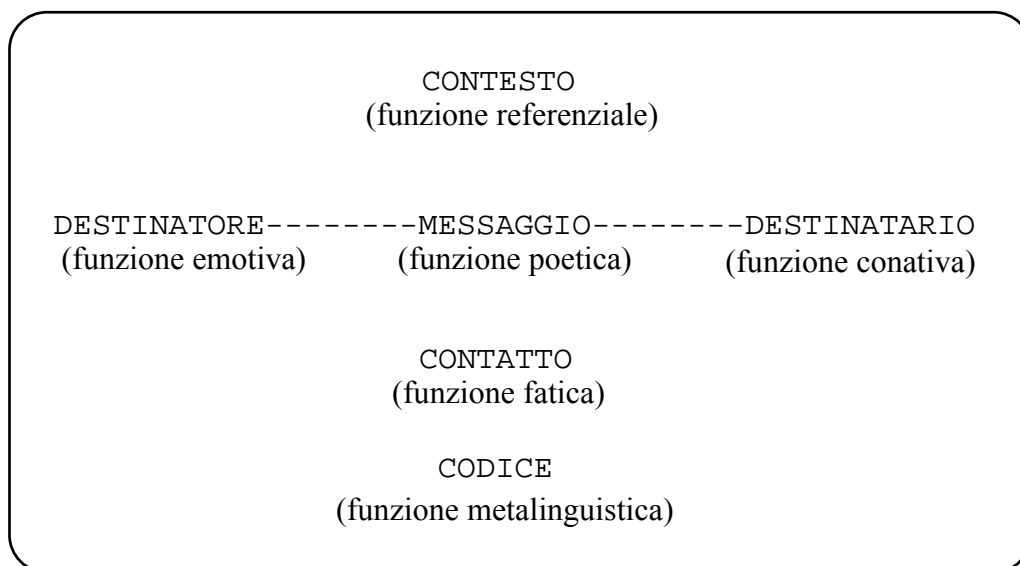 CONTESTO
(funzione referenziale)
DESTINATORE--------MESSAGGIO--------DESTINATARIO
(funzione emotiva) (funzione poetica) (funzione conativa)
CONTATTO
(funzione fatica)
CODICE
(funzione metalinguistica)